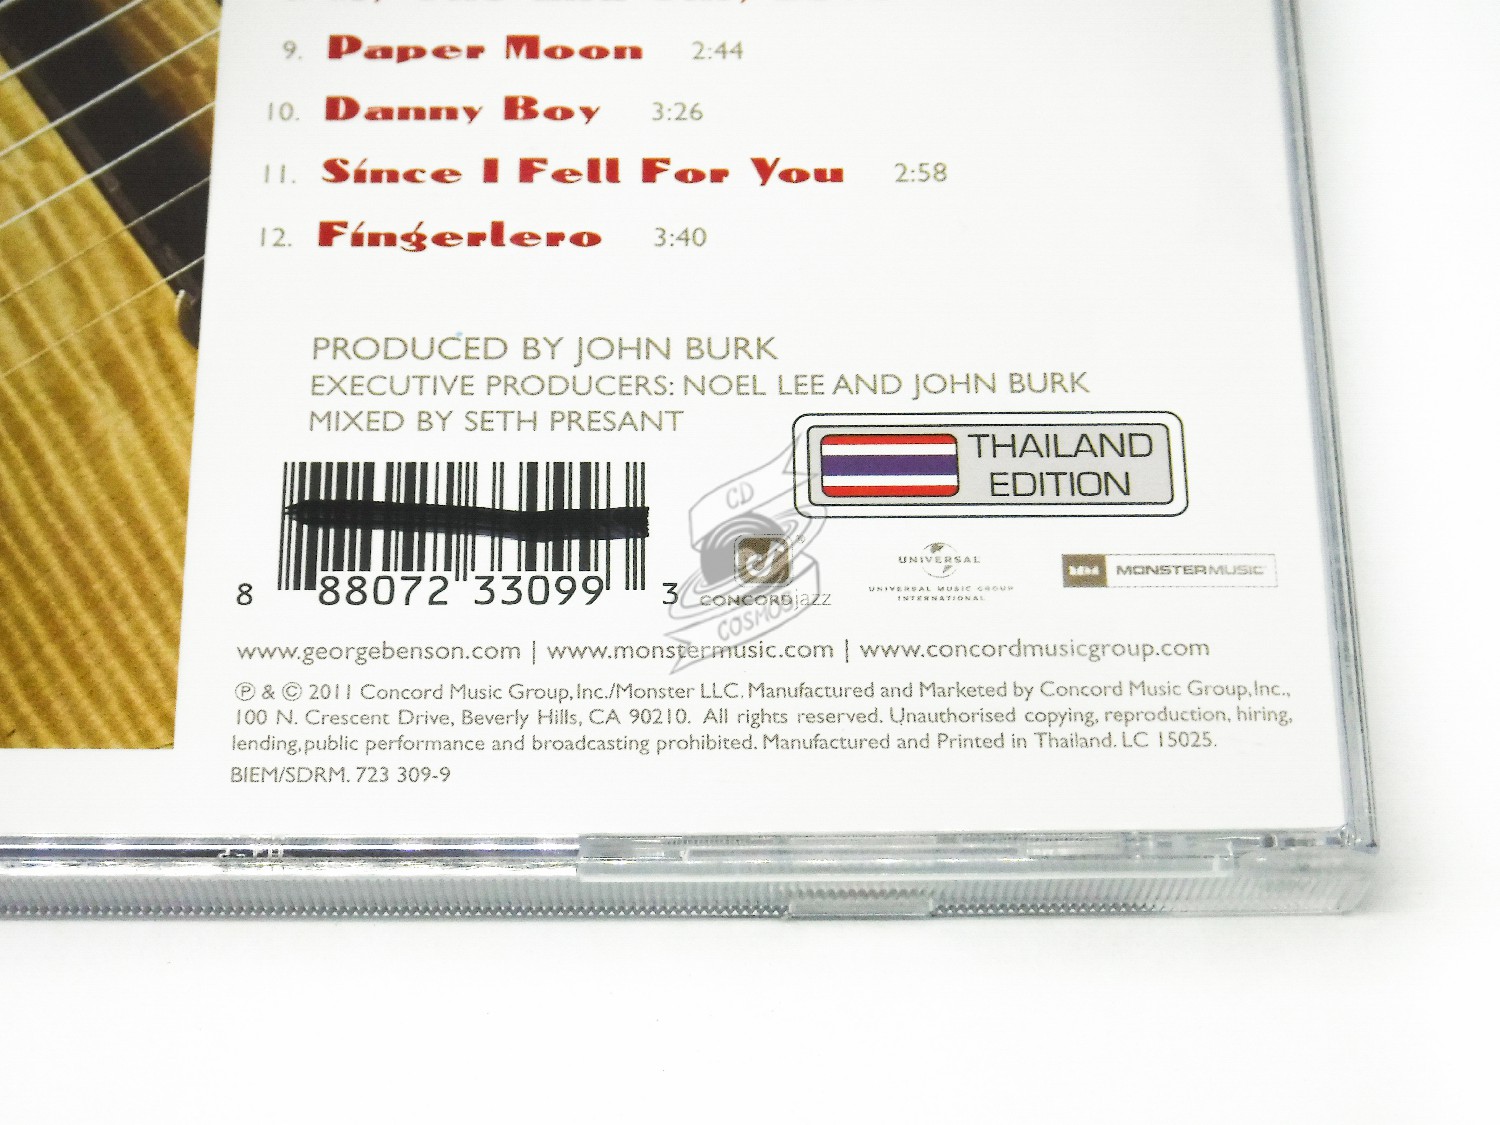 9. Paper Moon 2:44
10. Danny Boy 3:26
11. Since I Fell For You 2:58
12. Fingerlero 3:40
PRODUCED BY JOHN BURK
EXECUTIVE PRODUCERS: NOEL LEE AND JOHN BURK
MIXED BY SETH PRESANT
THAILAND
EDITION
CD
COSMOS
8 88072 33099 3
CONCORD jazz
UNIVERSAL
UNIVERSAL MUSIC GROUP
INTERNATIONAL
MONSTER MUSIC
www.georgebenson.com | www.monstermusic.com | www.concordmusicgroup.com
℗ & © 2011 Concord Music Group, Inc./Monster LLC. Manufactured and Marketed by Concord Music Group, Inc.,
100 N. Crescent Drive, Beverly Hills, CA 90210. All rights reserved. Unauthorised copying, reproduction, hiring,
lending, public performance and broadcasting prohibited. Manufactured and Printed in Thailand. LC 15025.
BIEM/SDRM. 723 309-9